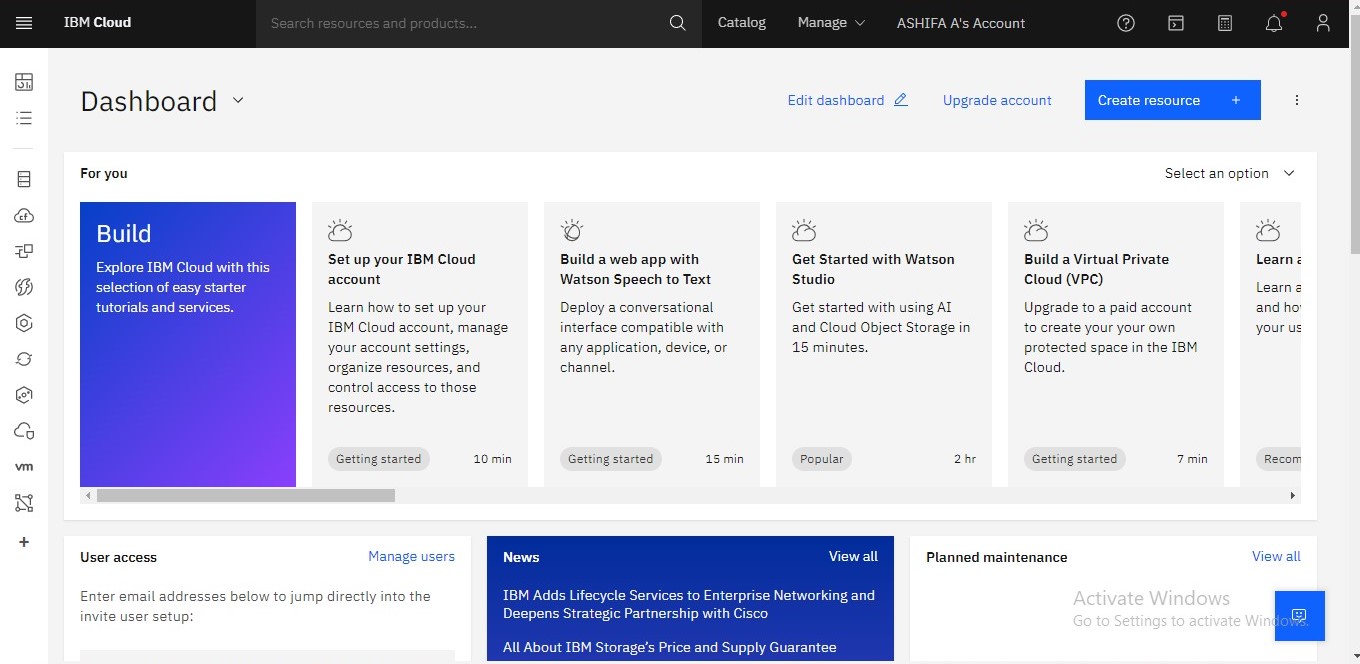 IBM Cloud
Search resources and products...
Catalog
Manage
ASHIFA A's Account
Dashboard
Edit dashboard
Upgrade account
Create resource +
For you
Select an option
Build
Explore IBM Cloud with this
selection of easy starter
tutorials and services.
Set up your IBM Cloud
account
Learn how to set up your
IBM Cloud account, manage
your account settings,
organize resources, and
control access to those
resources.
Getting started 10 min
Build a web app with
Watson Speech to Text
Deploy a conversational
interface compatible with
any application, device, or
channel.
Getting started 15 min
Get Started with Watson
Studio
Get started with using AI
and Cloud Object Storage in
15 minutes.
Popular 2 hr
Build a Virtual Private
Cloud (VPC)
Upgrade to a paid account
to create your your own
protected space in the IBM
Cloud.
Getting started 7 min
Learn a
Learn a
and ho
your us
Recom
vm
User access
Manage users
Enter email addresses below to jump directly into the
invite user setup:
News
View all
IBM Adds Lifecycle Services to Enterprise Networking and
Deepens Strategic Partnership with Cisco
All About IBM Storage's Price and Supply Guarantee
Planned maintenance
View all
Activate Windows
Go to Settings to activate Windows.